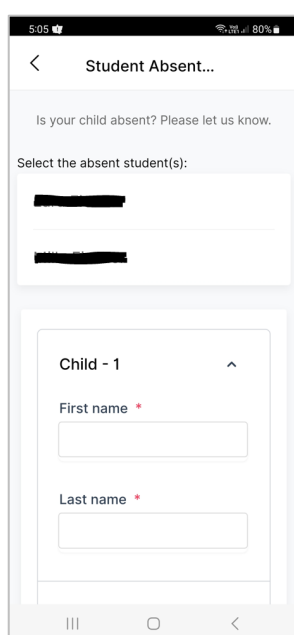 5:05 80%
Student Absent...
Is your child absent? Please let us know.
Select the absent student(s):
Child - 1
First name *
Last name *